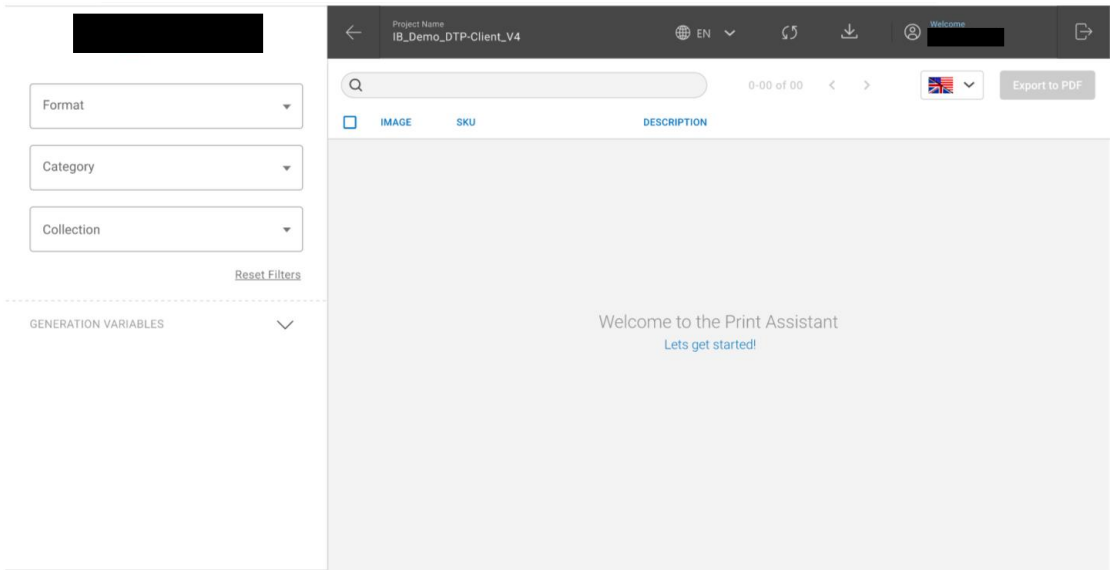 Project Name
IB_Demo_DTP-Client_V4
EN
Welcome
Format
Category
Collection
Reset Filters
GENERATION VARIABLES
0-00 of 00
Export to PDF
IMAGE SKU DESCRIPTION
Welcome to the Print Assistant
Lets get started!